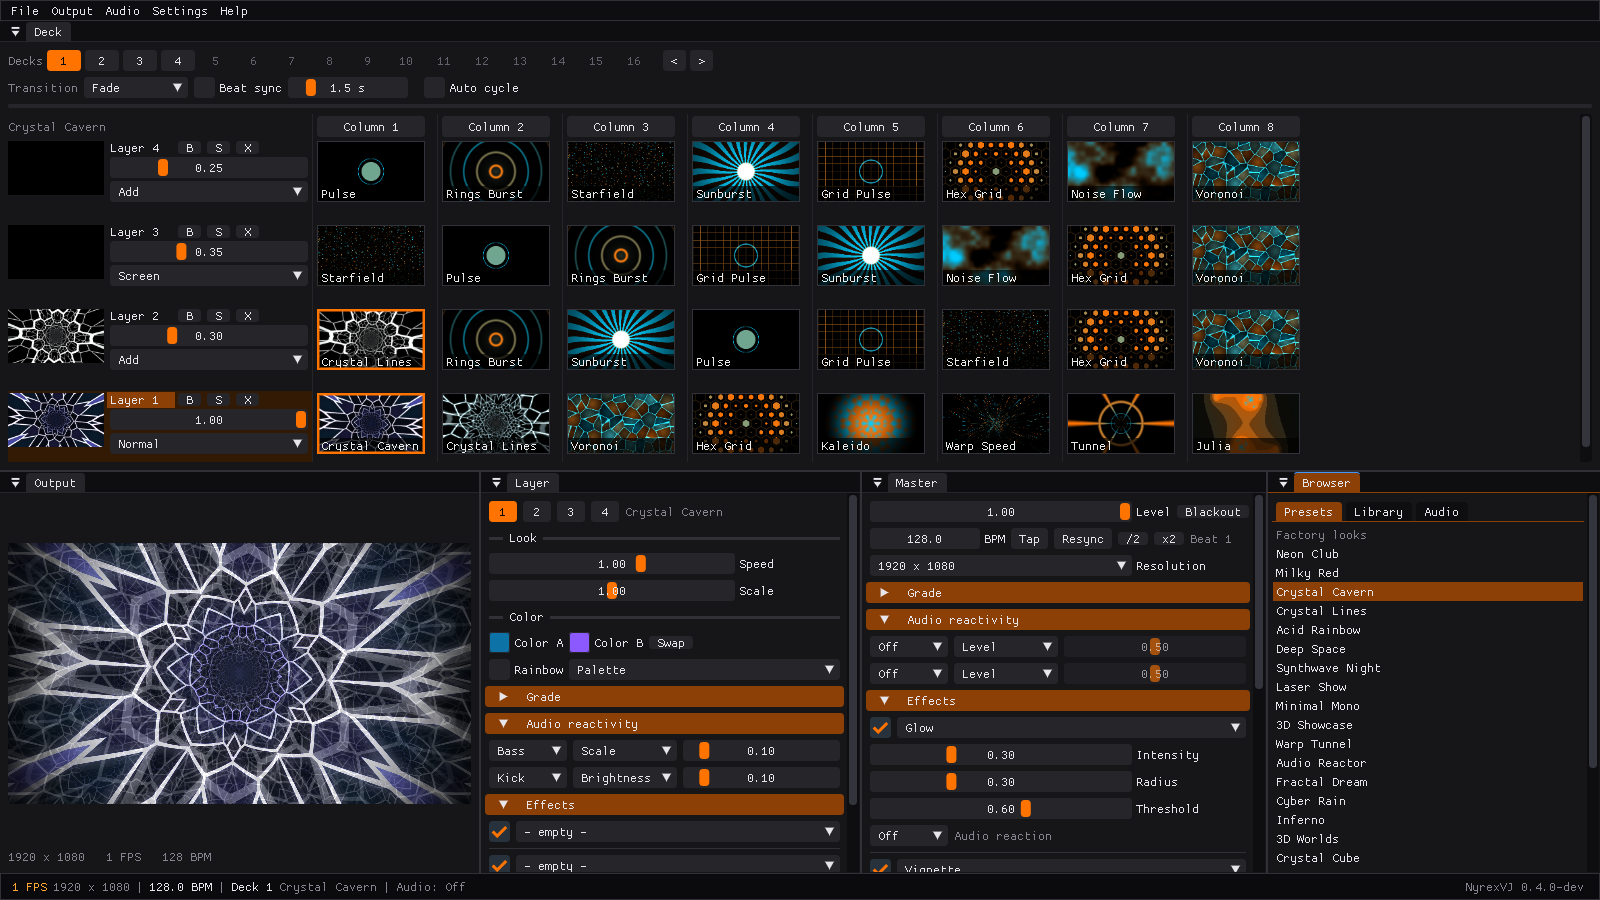 File Output Audio Settings Help
Deck
Decks 1 2 3 4 5 6 7 8 9 10 11 12 13 14 15 16 < >
Transition Fade Beat sync 1.5 s Auto cycle
Crystal Cavern Column 1 Column 2 Column 3 Column 4 Column 5 Column 6 Column 7 Column 8
Layer 4 B S X
0.25
Add
Pulse Rings Burst Starfield Sunburst Grid Pulse Hex Grid Noise Flow Voronoi
Layer 3 B S X
0.35
Screen
Starfield Pulse Rings Burst Grid Pulse Sunburst Noise Flow Hex Grid Voronoi
Layer 2 B S X
0.30
Add
Crystal Lines Rings Burst Sunburst Pulse Grid Pulse Starfield Hex Grid Voronoi
Layer 1 B S X
1.00
Normal
Crystal Cavern Crystal Lines Voronoi Hex Grid Kaleido Warp Speed Tunnel Julia
Output
1920 x 1080 1 FPS 128 BPM
Layer
1 2 3 4 Crystal Cavern
Look
1.00 Speed
1.00 Scale
Color
Color A Color B Swap
Rainbow Palette
Grade
Audio reactivity
Bass Scale 0.10
Kick Brightness 0.10
Effects
- empty -
- empty -
Master
1.00 Level Blackout
128.0 BPM Tap Resync /2 x2 Beat 1
1920 x 1080 Resolution
Grade
Audio reactivity
Off Level 0.50
Off Level 0.50
Effects
Glow
0.30 Intensity
0.30 Radius
0.60 Threshold
Off Audio reaction
Vignette
Browser
Presets Library Audio
Factory looks
Neon Club
Milky Red
Crystal Cavern
Crystal Lines
Acid Rainbow
Deep Space
Synthwave Night
Laser Show
Minimal Mono
3D Showcase
Warp Tunnel
Audio Reactor
Fractal Dream
Cyber Rain
Inferno
3D Worlds
Crystal Cube
1 FPS 1920 x 1080 | 128.0 BPM | Deck 1 Crystal Cavern | Audio: Off
NyrexVJ 0.4.0-dev